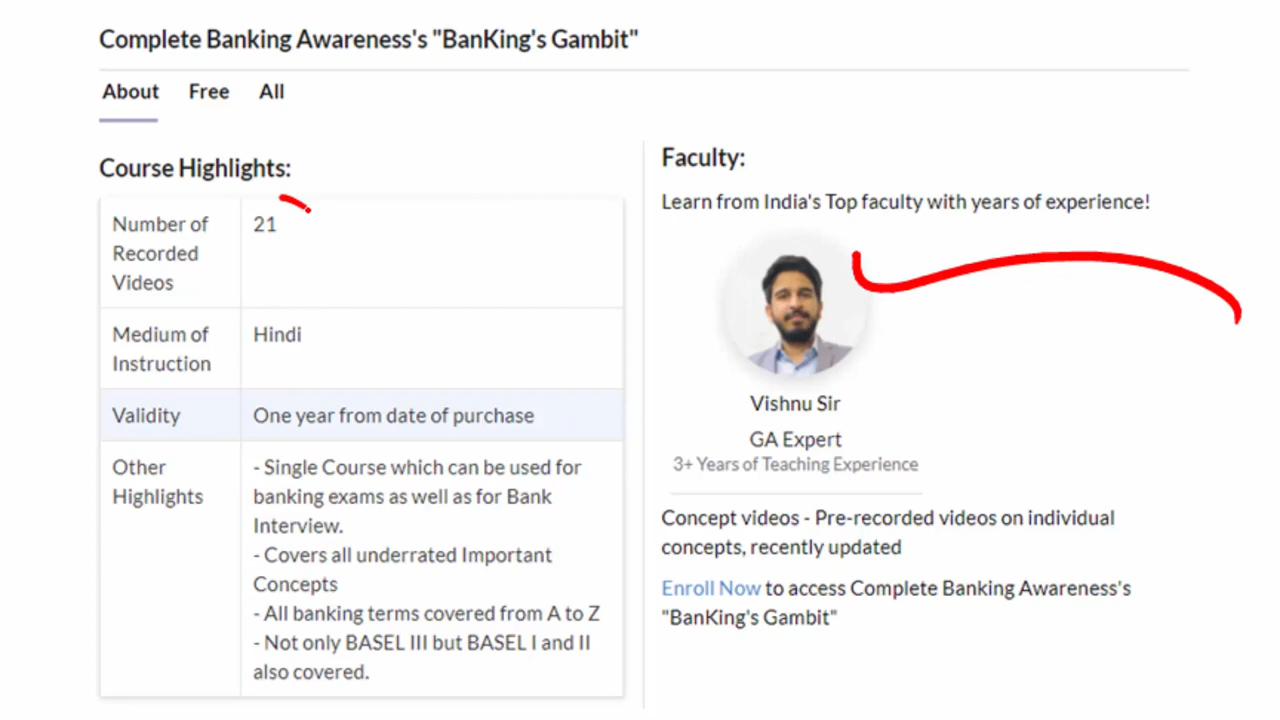 Complete Banking Awareness's "BanKing's Gambit"
About Free All
Course Highlights:
Number of
Recorded
Videos
21
Medium of
Instruction
Hindi
Validity
One year from date of purchase
Other
Highlights
- Single Course which can be used for
banking exams as well as for Bank
Interview.
- Covers all underrated Important
Concepts
- All banking terms covered from A to Z
- Not only BASEL III but BASEL I and II
also covered.
Faculty:
Learn from India's Top faculty with years of experience!
Vishnu Sir
GA Expert
3+ Years of Teaching Experience
Concept videos - Pre-recorded videos on individual
concepts, recently updated
Enroll Now to access Complete Banking Awareness's
"BanKing's Gambit"